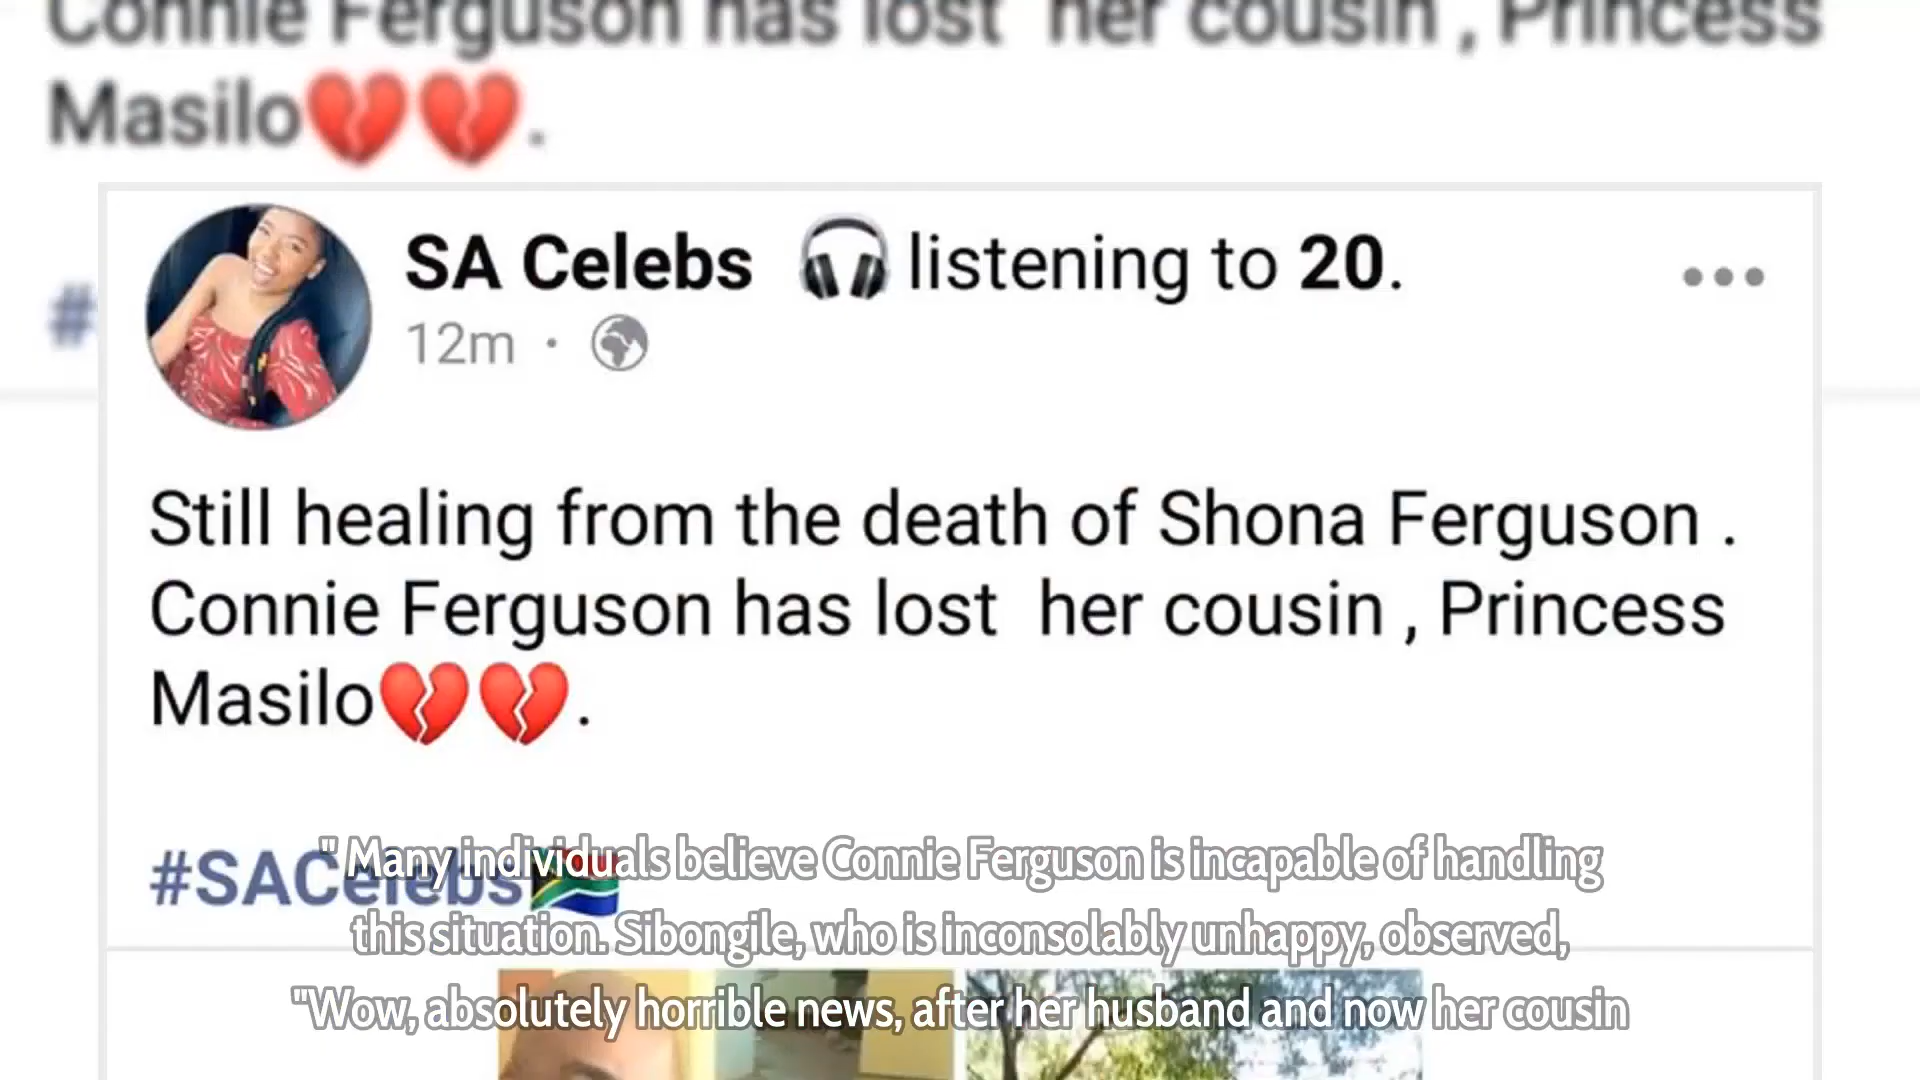 Connie Ferguson has lost her cousin , Princess
Masilo💔💔.
#
SA Celebs 🎧 listening to 20.
12m ·
Still healing from the death of Shona Ferguson .
Connie Ferguson has lost her cousin , Princess
Masilo💔💔.
#SACelebs🇿🇦
" Many individuals believe Connie Ferguson is incapable of handling
this situation. Sibongile, who is inconsolably unhappy, observed,
"Wow, absolutely horrible news, after her husband and now her cousin